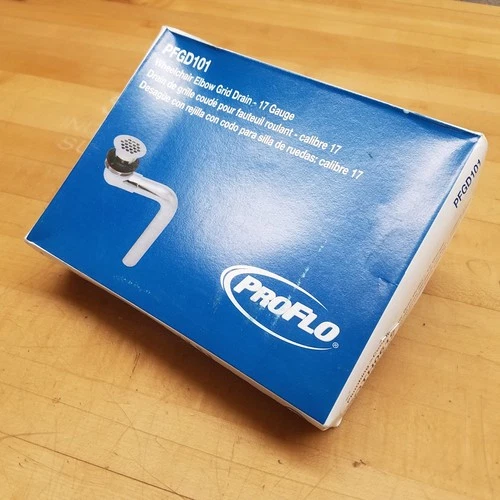 PFGD101
Wheelchair Elbow Grid Drain - 17 Gauge
Drain de grille coudé pour fauteuil roulant - calibre 17
Desagüe con rejilla con codo para silla de ruedas: calibre 17
PROFLO
®
PFGD101